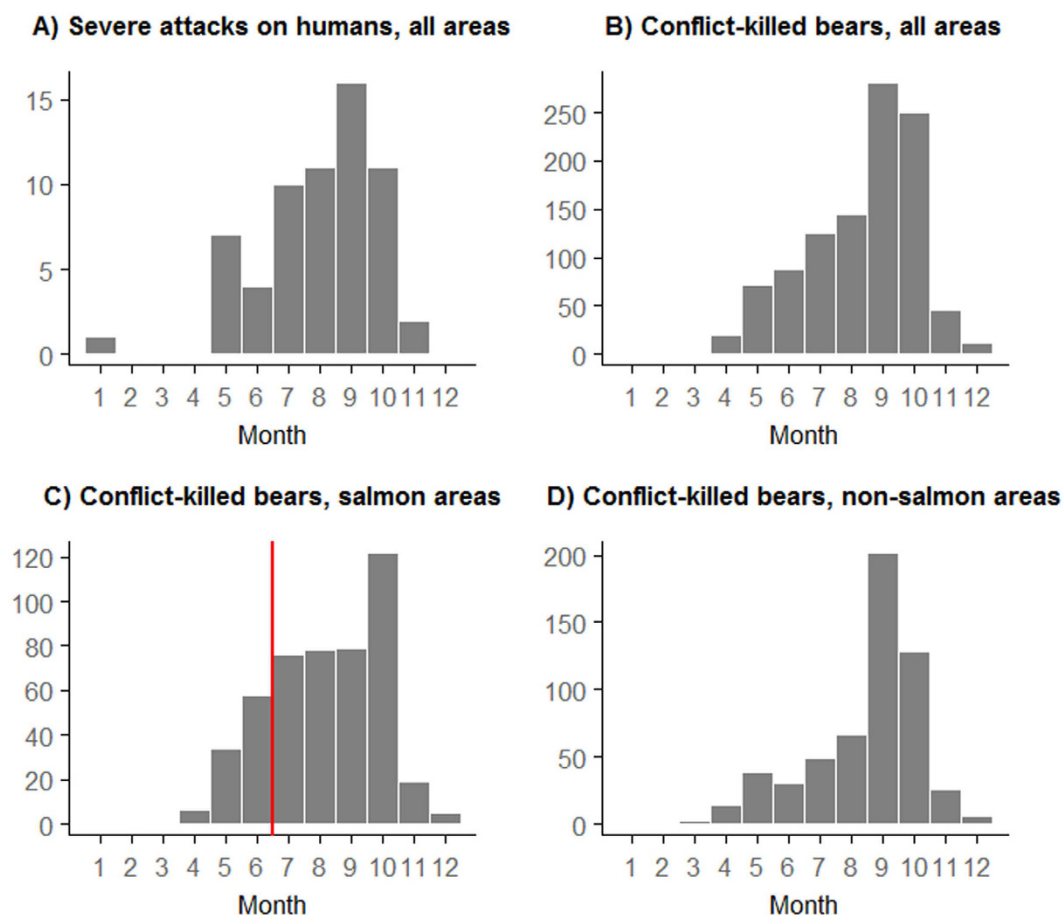 A) Severe attacks on humans, all areas
15
10
5
0
1 2 3 4 5 6 7 8 9 10 11 12
Month
B) Conflict-killed bears, all areas
250
200
150
100
50
0
1 2 3 4 5 6 7 8 9 10 11 12
Month
C) Conflict-killed bears, salmon areas
120
100
80
60
40
20
0
1 2 3 4 5 6 7 8 9 10 11 12
Month
D) Conflict-killed bears, non-salmon areas
200
150
100
50
0
1 2 3 4 5 6 7 8 9 10 11 12
Month